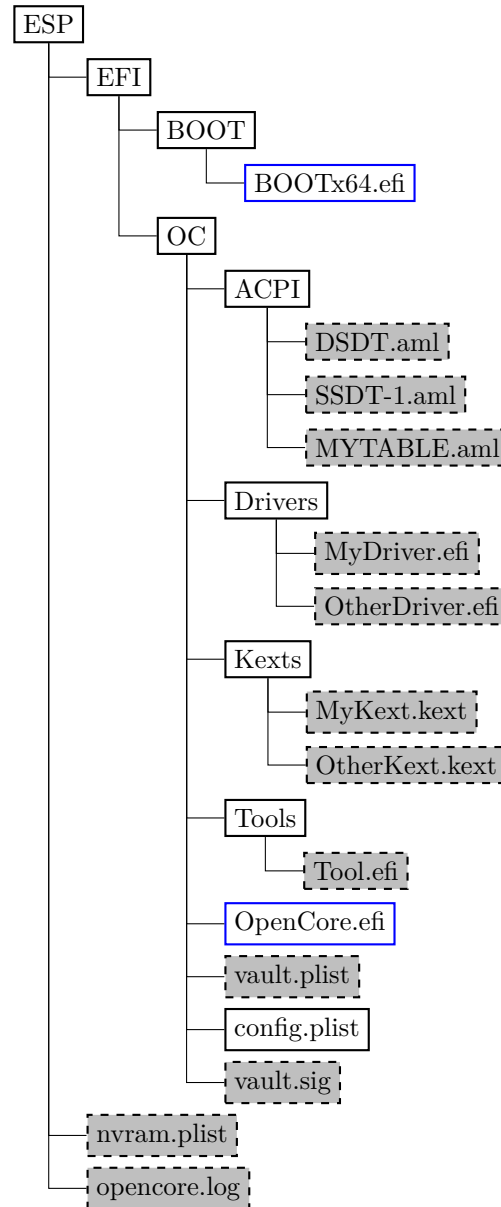 ESP
EFI
BOOT
BOOTx64.efi
OC
ACPI
DSDT.aml
SSDT-1.aml
MYTABLE.aml
Drivers
MyDriver.efi
OtherDriver.efi
Kexts
MyKext.kext
OtherKext.kext
Tools
Tool.efi
OpenCore.efi
vault.plist
config.plist
vault.sig
nvram.plist
opencore.log